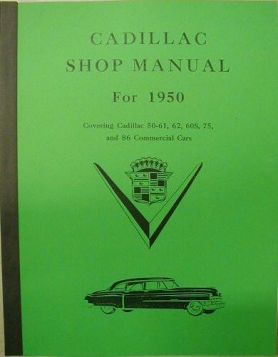 CADILLAC
SHOP MANUAL
For 1950
Covering Cadillac 50-61, 62, 60S, 75,
and 86 Commercial Cars